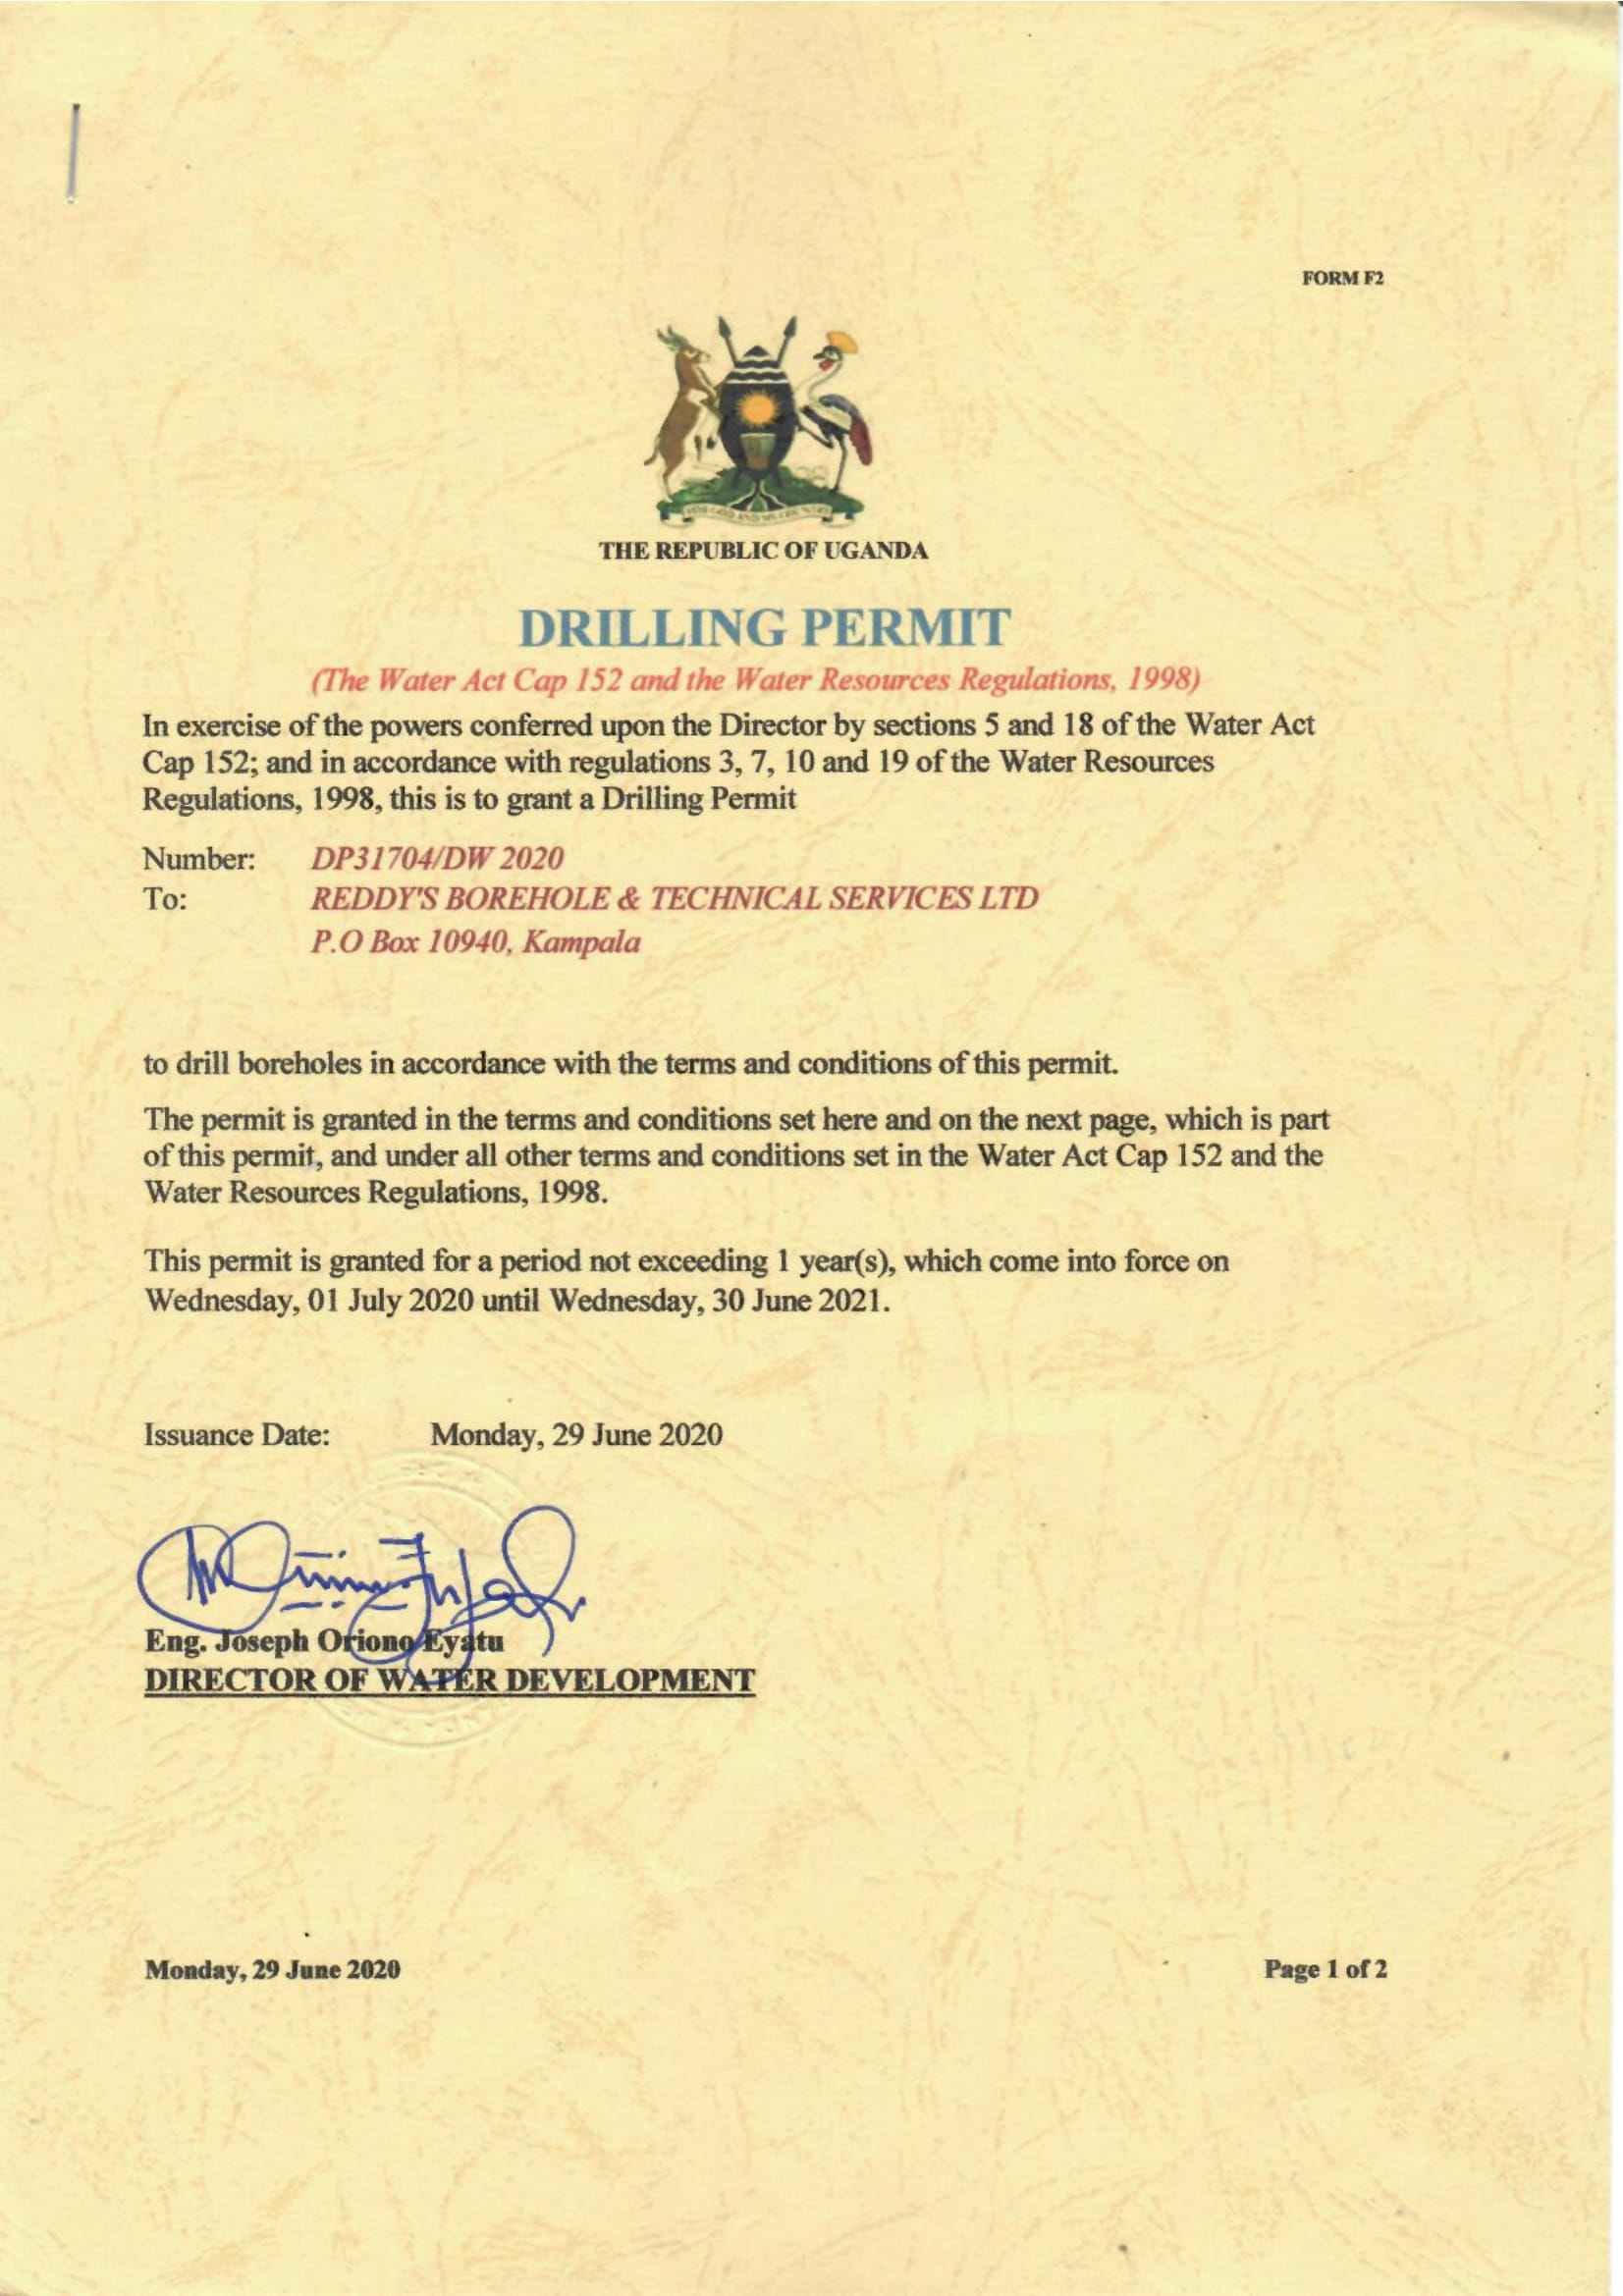 FORM F2
THE REPUBLIC OF UGANDA
DRILLING PERMIT
(The Water Act Cap 152 and the Water Resources Regulations, 1998)
In exercise of the powers conferred upon the Director by sections 5 and 18 of the Water Act
Cap 152; and in accordance with regulations 3, 7, 10 and 19 of the Water Resources
Regulations, 1998, this is to grant a Drilling Permit
Number: DP31704/DW 2020
To: REDDY'S BOREHOLE & TECHNICAL SERVICES LTD
P.O Box 10940, Kampala
to drill boreholes in accordance with the terms and conditions of this permit.
The permit is granted in the terms and conditions set here and on the next page, which is part
of this permit, and under all other terms and conditions set in the Water Act Cap 152 and the
Water Resources Regulations, 1998.
This permit is granted for a period not exceeding 1 year(s), which come into force on
Wednesday, 01 July 2020 until Wednesday, 30 June 2021.
Issuance Date: Monday, 29 June 2020
Eng. Joseph Oriono Eyatu
DIRECTOR OF WATER DEVELOPMENT
Monday, 29 June 2020 Page 1 of 2